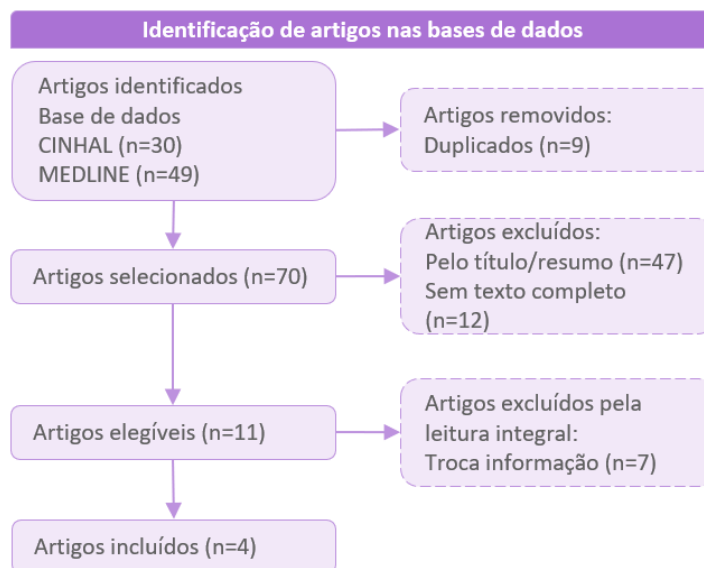 Identificação de artigos nas bases de dados
Artigos identificados
Base de dados
CINHAL (n=30)
MEDLINE (n=49)
Artigos removidos:
Duplicados (n=9)
Artigos selecionados (n=70)
Artigos excluídos:
Pelo título/resumo (n=47)
Sem texto completo
(n=12)
Artigos elegíveis (n=11)
Artigos excluídos pela
leitura integral:
Troca informação (n=7)
Artigos incluídos (n=4)